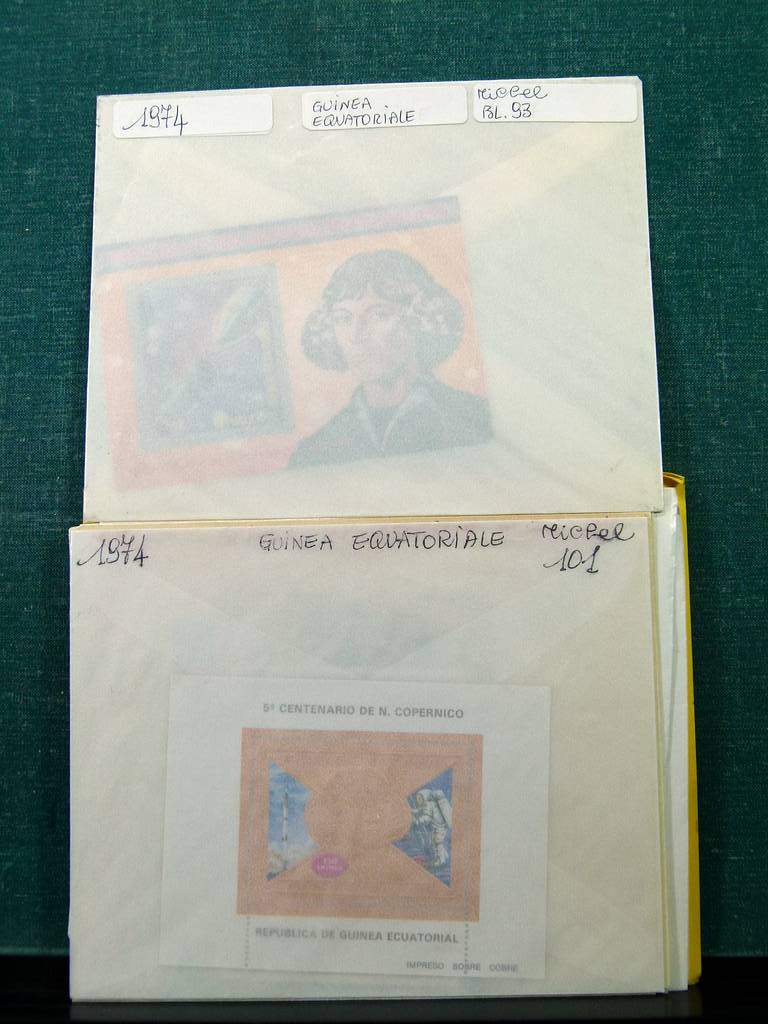 1974
GUINEA
EQUATORIALE
Michel
BL. 93
1974
GUINEA EQUATORIALE
Michel
101
5º CENTENARIO DE N. COPERNICO
REPUBLICA DE GUINEA ECUATORIAL
IMPRESO SOBRE COBRE